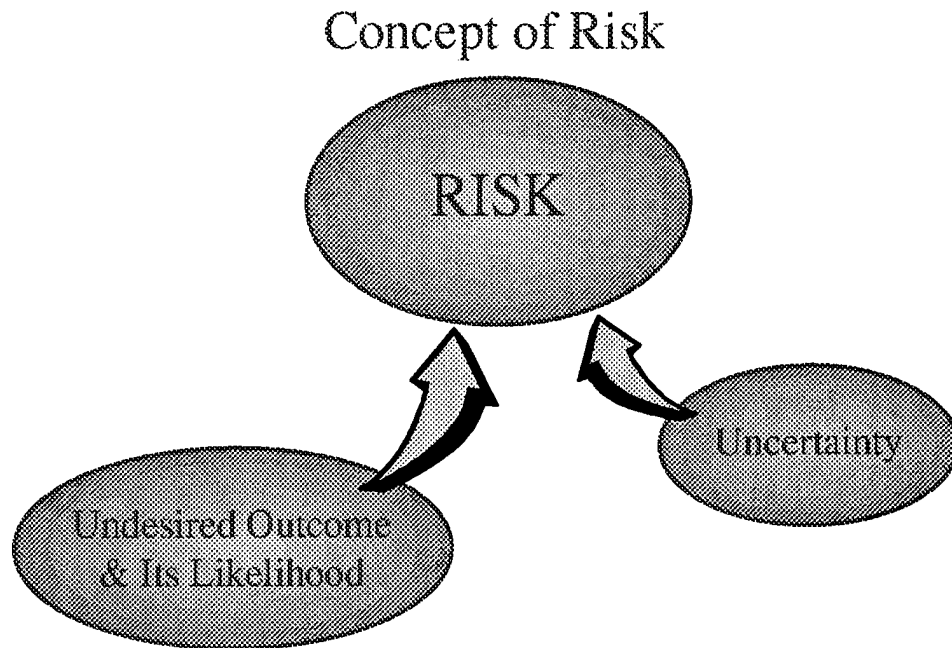 Concept of Risk
RISK
Uncertainty
Undesired Outcome
& Its Likelihood